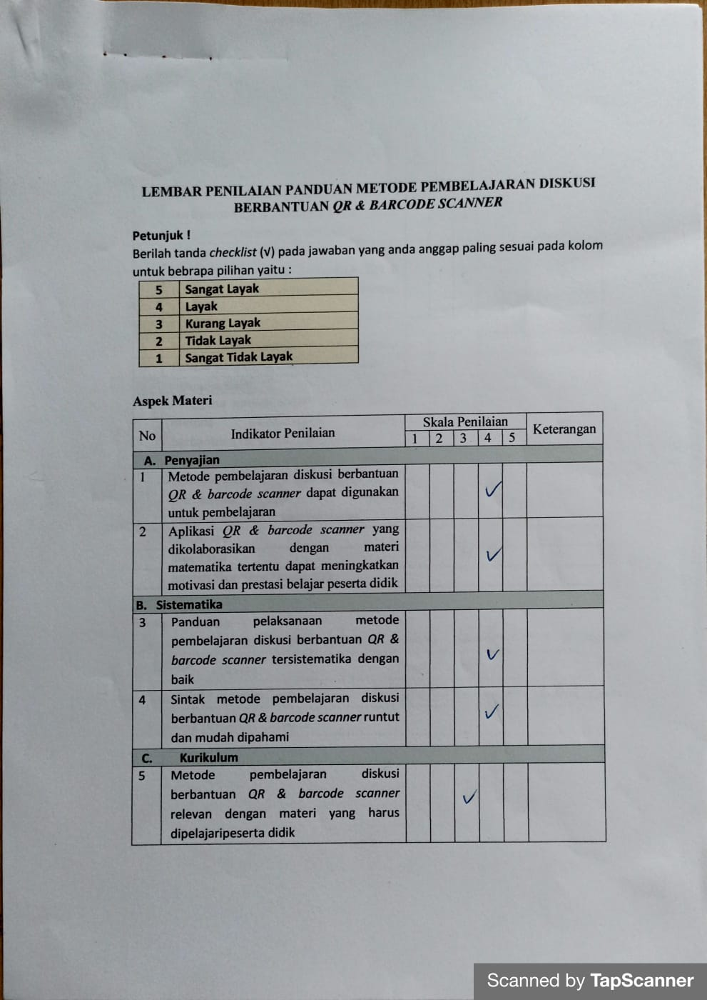 LEMBAR PENILAIAN PANDUAN METODE PEMBELAJARAN DISKUSI
BERBANTUAN QR & BARCODE SCANNER
Petunjuk !
Berilah tanda checklist (√) pada jawaban yang anda anggap paling sesuai pada kolom
untuk bebrapa pilihan yaitu :
5 Sangat Layak
4 Layak
3 Kurang Layak
2 Tidak Layak
1 Sangat Tidak Layak
Aspek Materi
No Indikator Penilaian Skala Penilaian Keterangan
1 2 3 4 5
A. Penyajian
1 Metode pembelajaran diskusi berbantuan
QR & barcode scanner dapat digunakan ✓
untuk pembelajaran
2 Aplikasi QR & barcode scanner yang
dikolaborasikan dengan materi ✓
matematika tertentu dapat meningkatkan
motivasi dan prestasi belajar peserta didik
B. Sistematika
3 Panduan pelaksanaan metode
pembelajaran diskusi berbantuan QR &
barcode scanner tersistematika dengan ✓
baik
4 Sintak metode pembelajaran diskusi
berbantuan QR & barcode scanner runtut ✓
dan mudah dipahami
C. Kurikulum
5 Metode pembelajaran diskusi
berbantuan QR & barcode scanner ✓
relevan dengan materi yang harus
dipelajaripeserta didik
Scanned by TapScanner